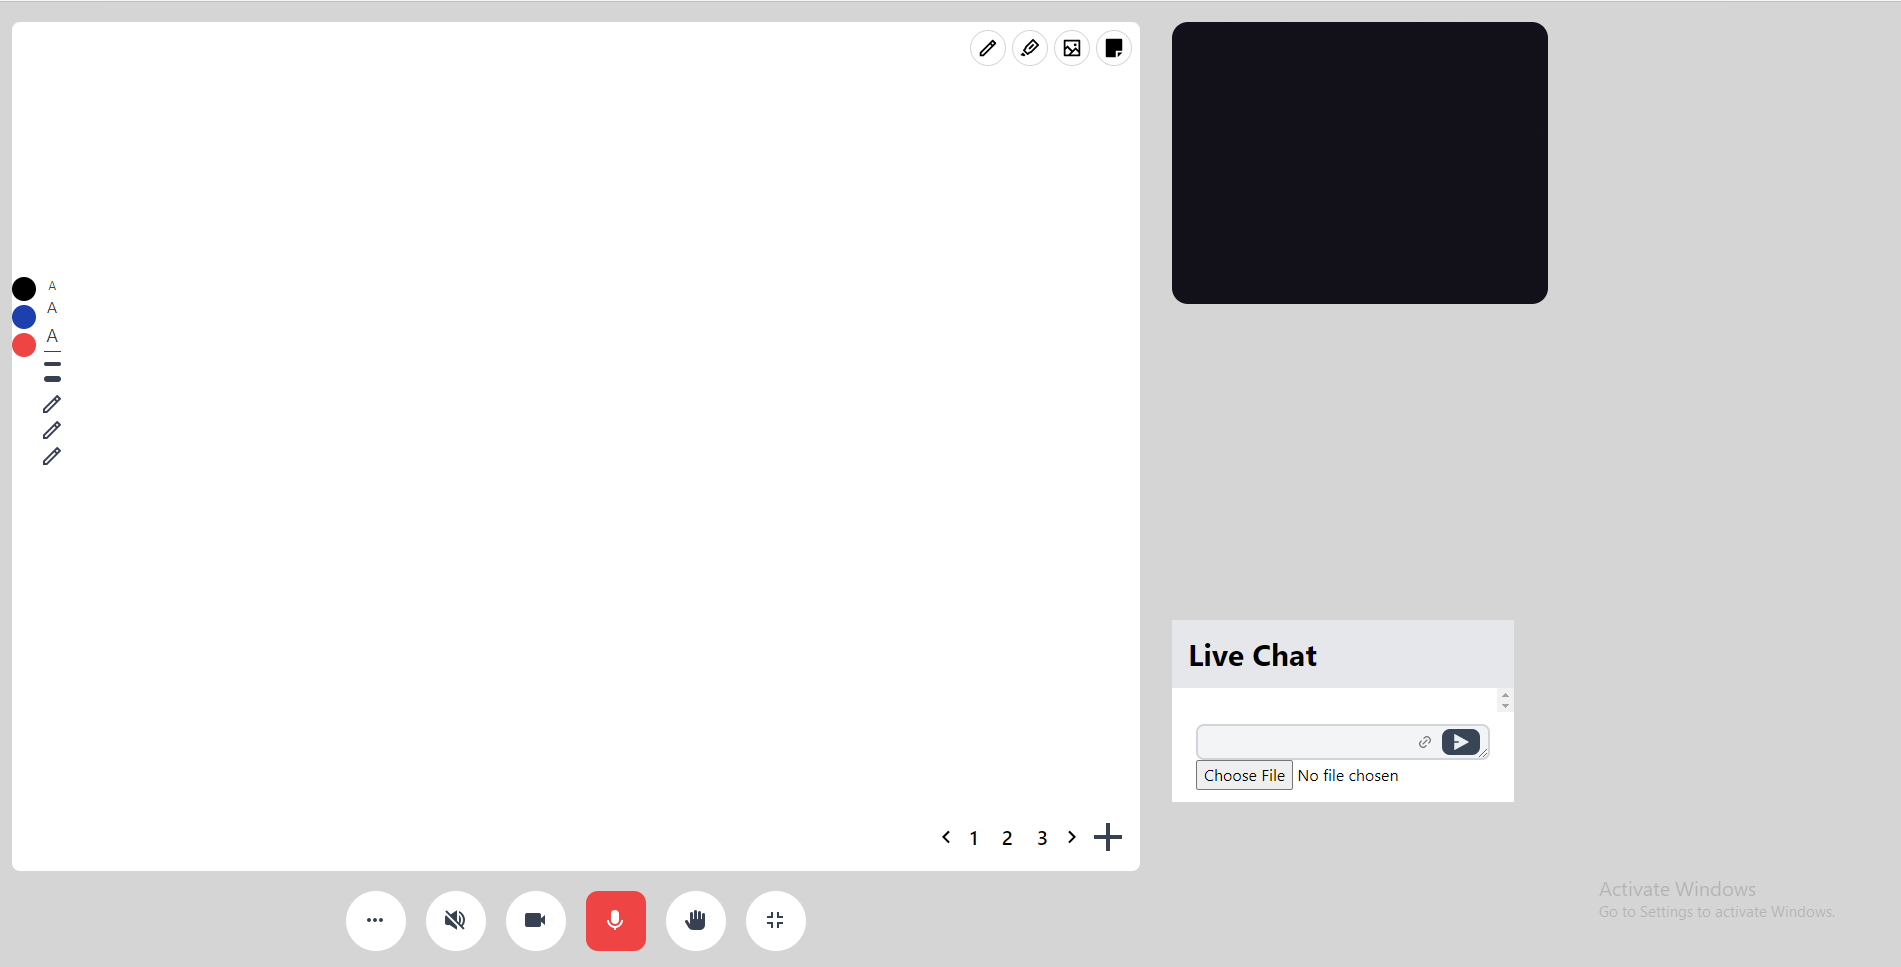 A
A
A
Live Chat
Choose File No file chosen
1 2 3
Activate Windows
Go to Settings to activate Windows.